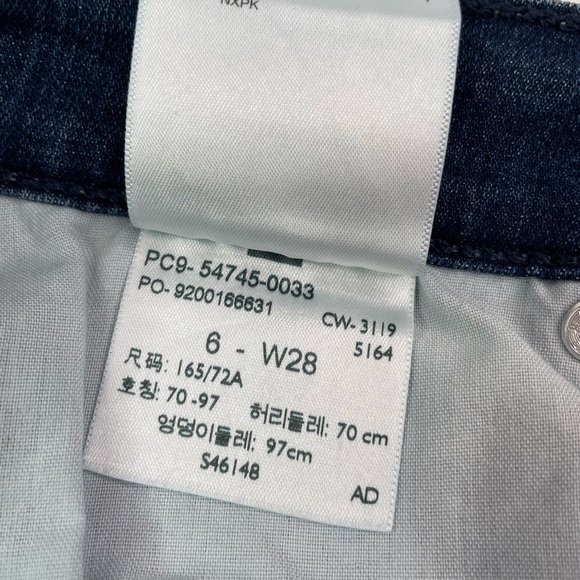 NXPK
PC9- 54745-0033
PO- 9200166631 CW- 3119
5164
6 - W28
尺码: 165/72A
호칭: 70 -97 허리둘레: 70 cm
엉덩이둘레: 97cm
S46148
AD